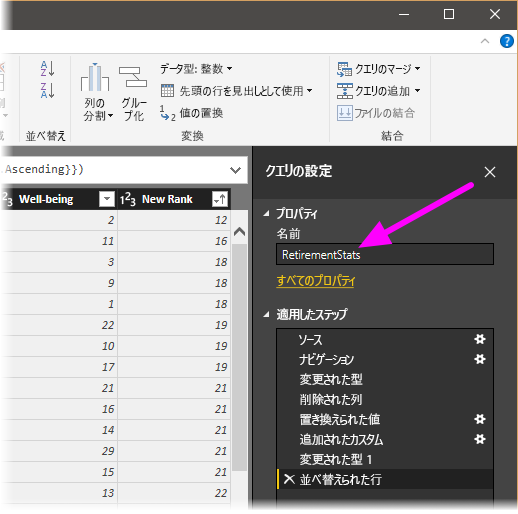 データ型: 整数
クエリのマージ
先頭の行を見出しとして使用
クエリの追加
列の
分割
グルー
プ化
値の置換
ファイルの結合
並べ替え
変換
結合
Ascending}})
クエリの設定
Well-being
New Rank
プロパティ
名前
RetirementStats
すべてのプロパティ
適用したステップ
2 12
11 16
3 18
9 18
1 18
22 19
10 19
17 19
21 21
16 21
14 21
29 21
15 21
13 22
ソース
ナビゲーション
変更された型
削除された列
置き換えられた値
追加されたカスタム
変更された型 1
並べ替えられた行